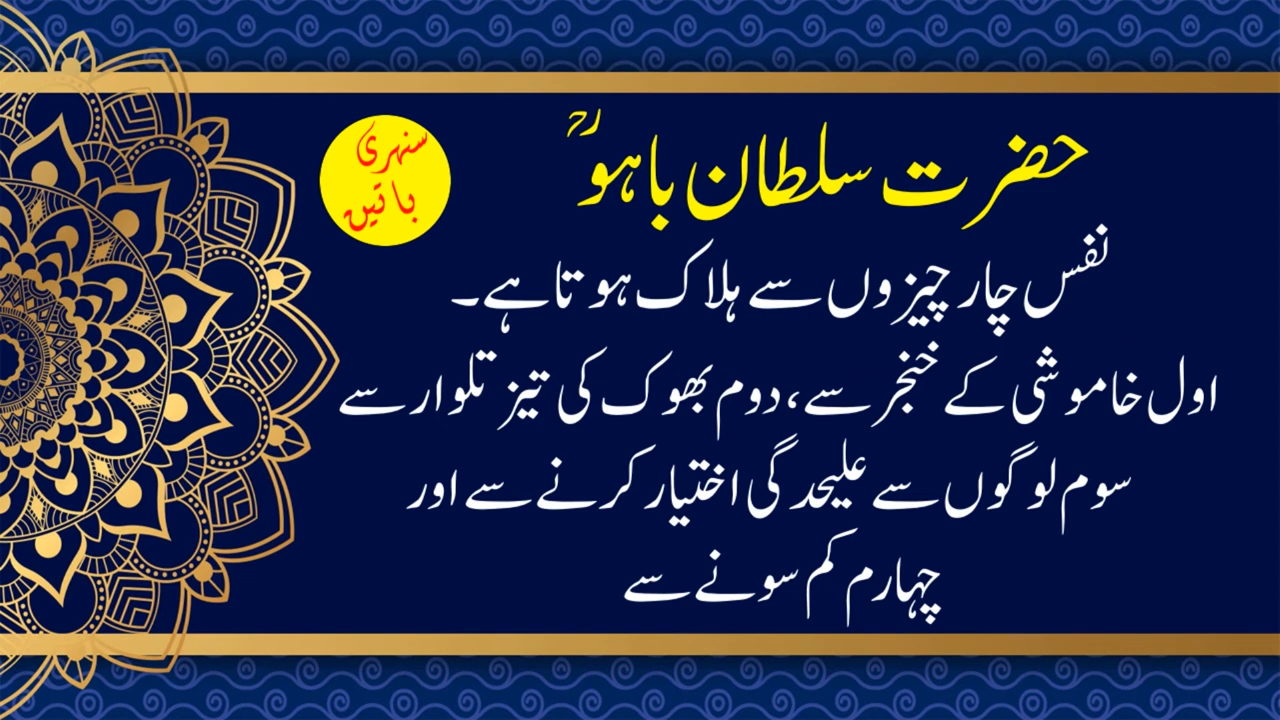 حضرت سلطان باہوؒ
سنہری
باتیں
نفس چار چیزوں سے ہلاک ہوتا ہے۔
اول خاموشی کے خنجر سے، دوم بھوک کی تیز تلوار سے
سوم لوگوں سے علیحدگی اختیار کرنے سے اور
چہارم کم سونے سے